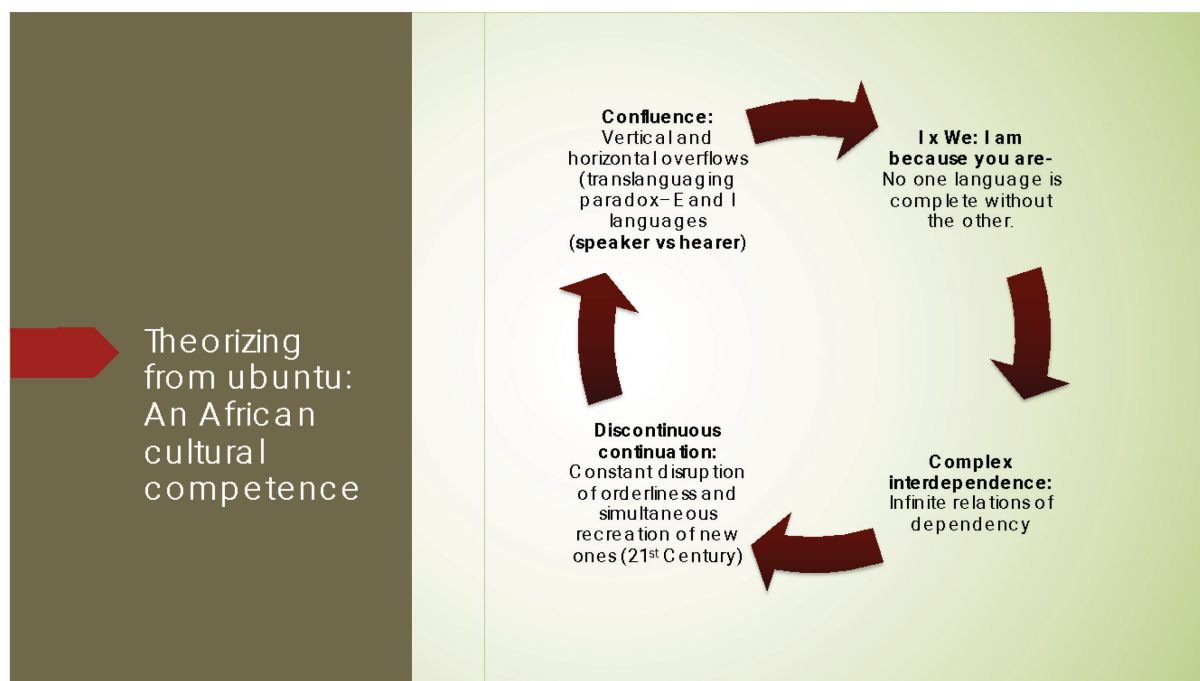 Theorizing
from ubuntu:
An African
cultural
competence
Confluence:
Vertical and
horizontal overflows
(translanguaging
paradox–E and I
languages
(speaker vs hearer)
I x We: I am
because you are-
No one language is
complete without
the other.
Complex
interdependence:
Infinite relations of
dependency
Discontinuous
continuation:
Constant disruption
of orderliness and
simultaneous
recreation of new
ones (21st Century)